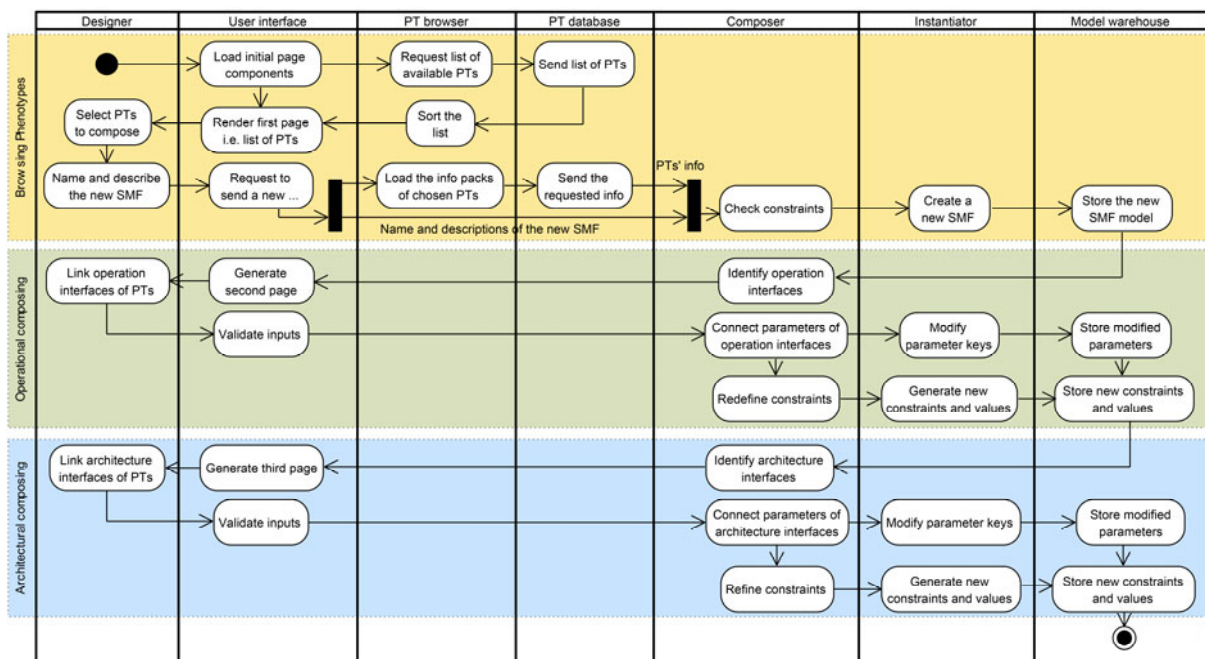 Designer
User interface
PT browser
PT database
Composer
Instantiator
Model warehouse
Browsing Phenotypes
Load initial page
components
Request list of
available PTs
Send list of PTs
Select PTs
to compose
Render first page
i.e. list of PTs
Sort the
list
Name and describe
the new SMF
Request to
send a new ...
Load the info packs
of chosen PTs
Send the
requested info
PTs' info
Name and descriptions of the new SMF
Check constraints
Create a
new SMF
Store the new
SMF model
Operational composing
Link operation
interfaces of PTs
Generate
second page
Identify operation
interfaces
Validate inputs
Connect parameters of
operation interfaces
Modify
parameter keys
Store modified
parameters
Redefine constraints
Generate new
constraints and values
Store new constraints
and values
Architectural composing
Link architecture
interfaces of PTs
Generate third page
Identify architecture
interfaces
Validate inputs
Connect parameters of
architecture interfaces
Modify parameter keys
Store modified
parameters
Refine constraints
Generate new
constraints and values
Store new constraints
and values